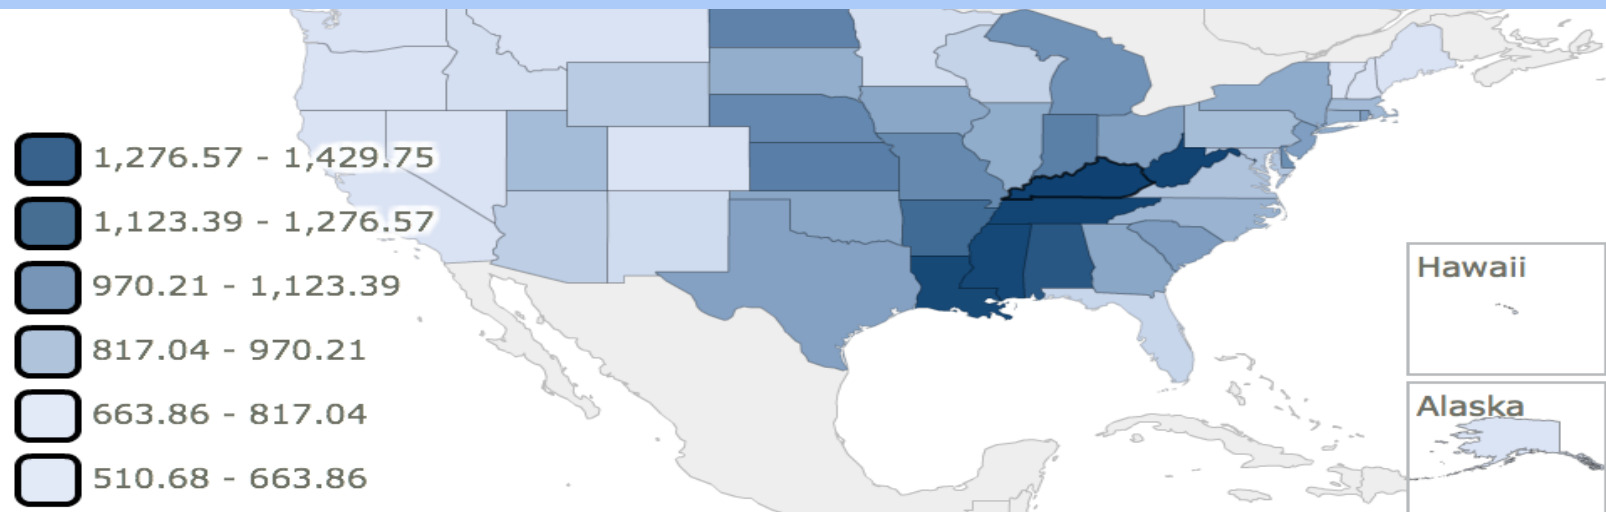 1,276.57 - 1,429.75
1,123.39 - 1,276.57
970.21 - 1,123.39
817.04 - 970.21
663.86 - 817.04
510.68 - 663.86
Hawaii
Alaska